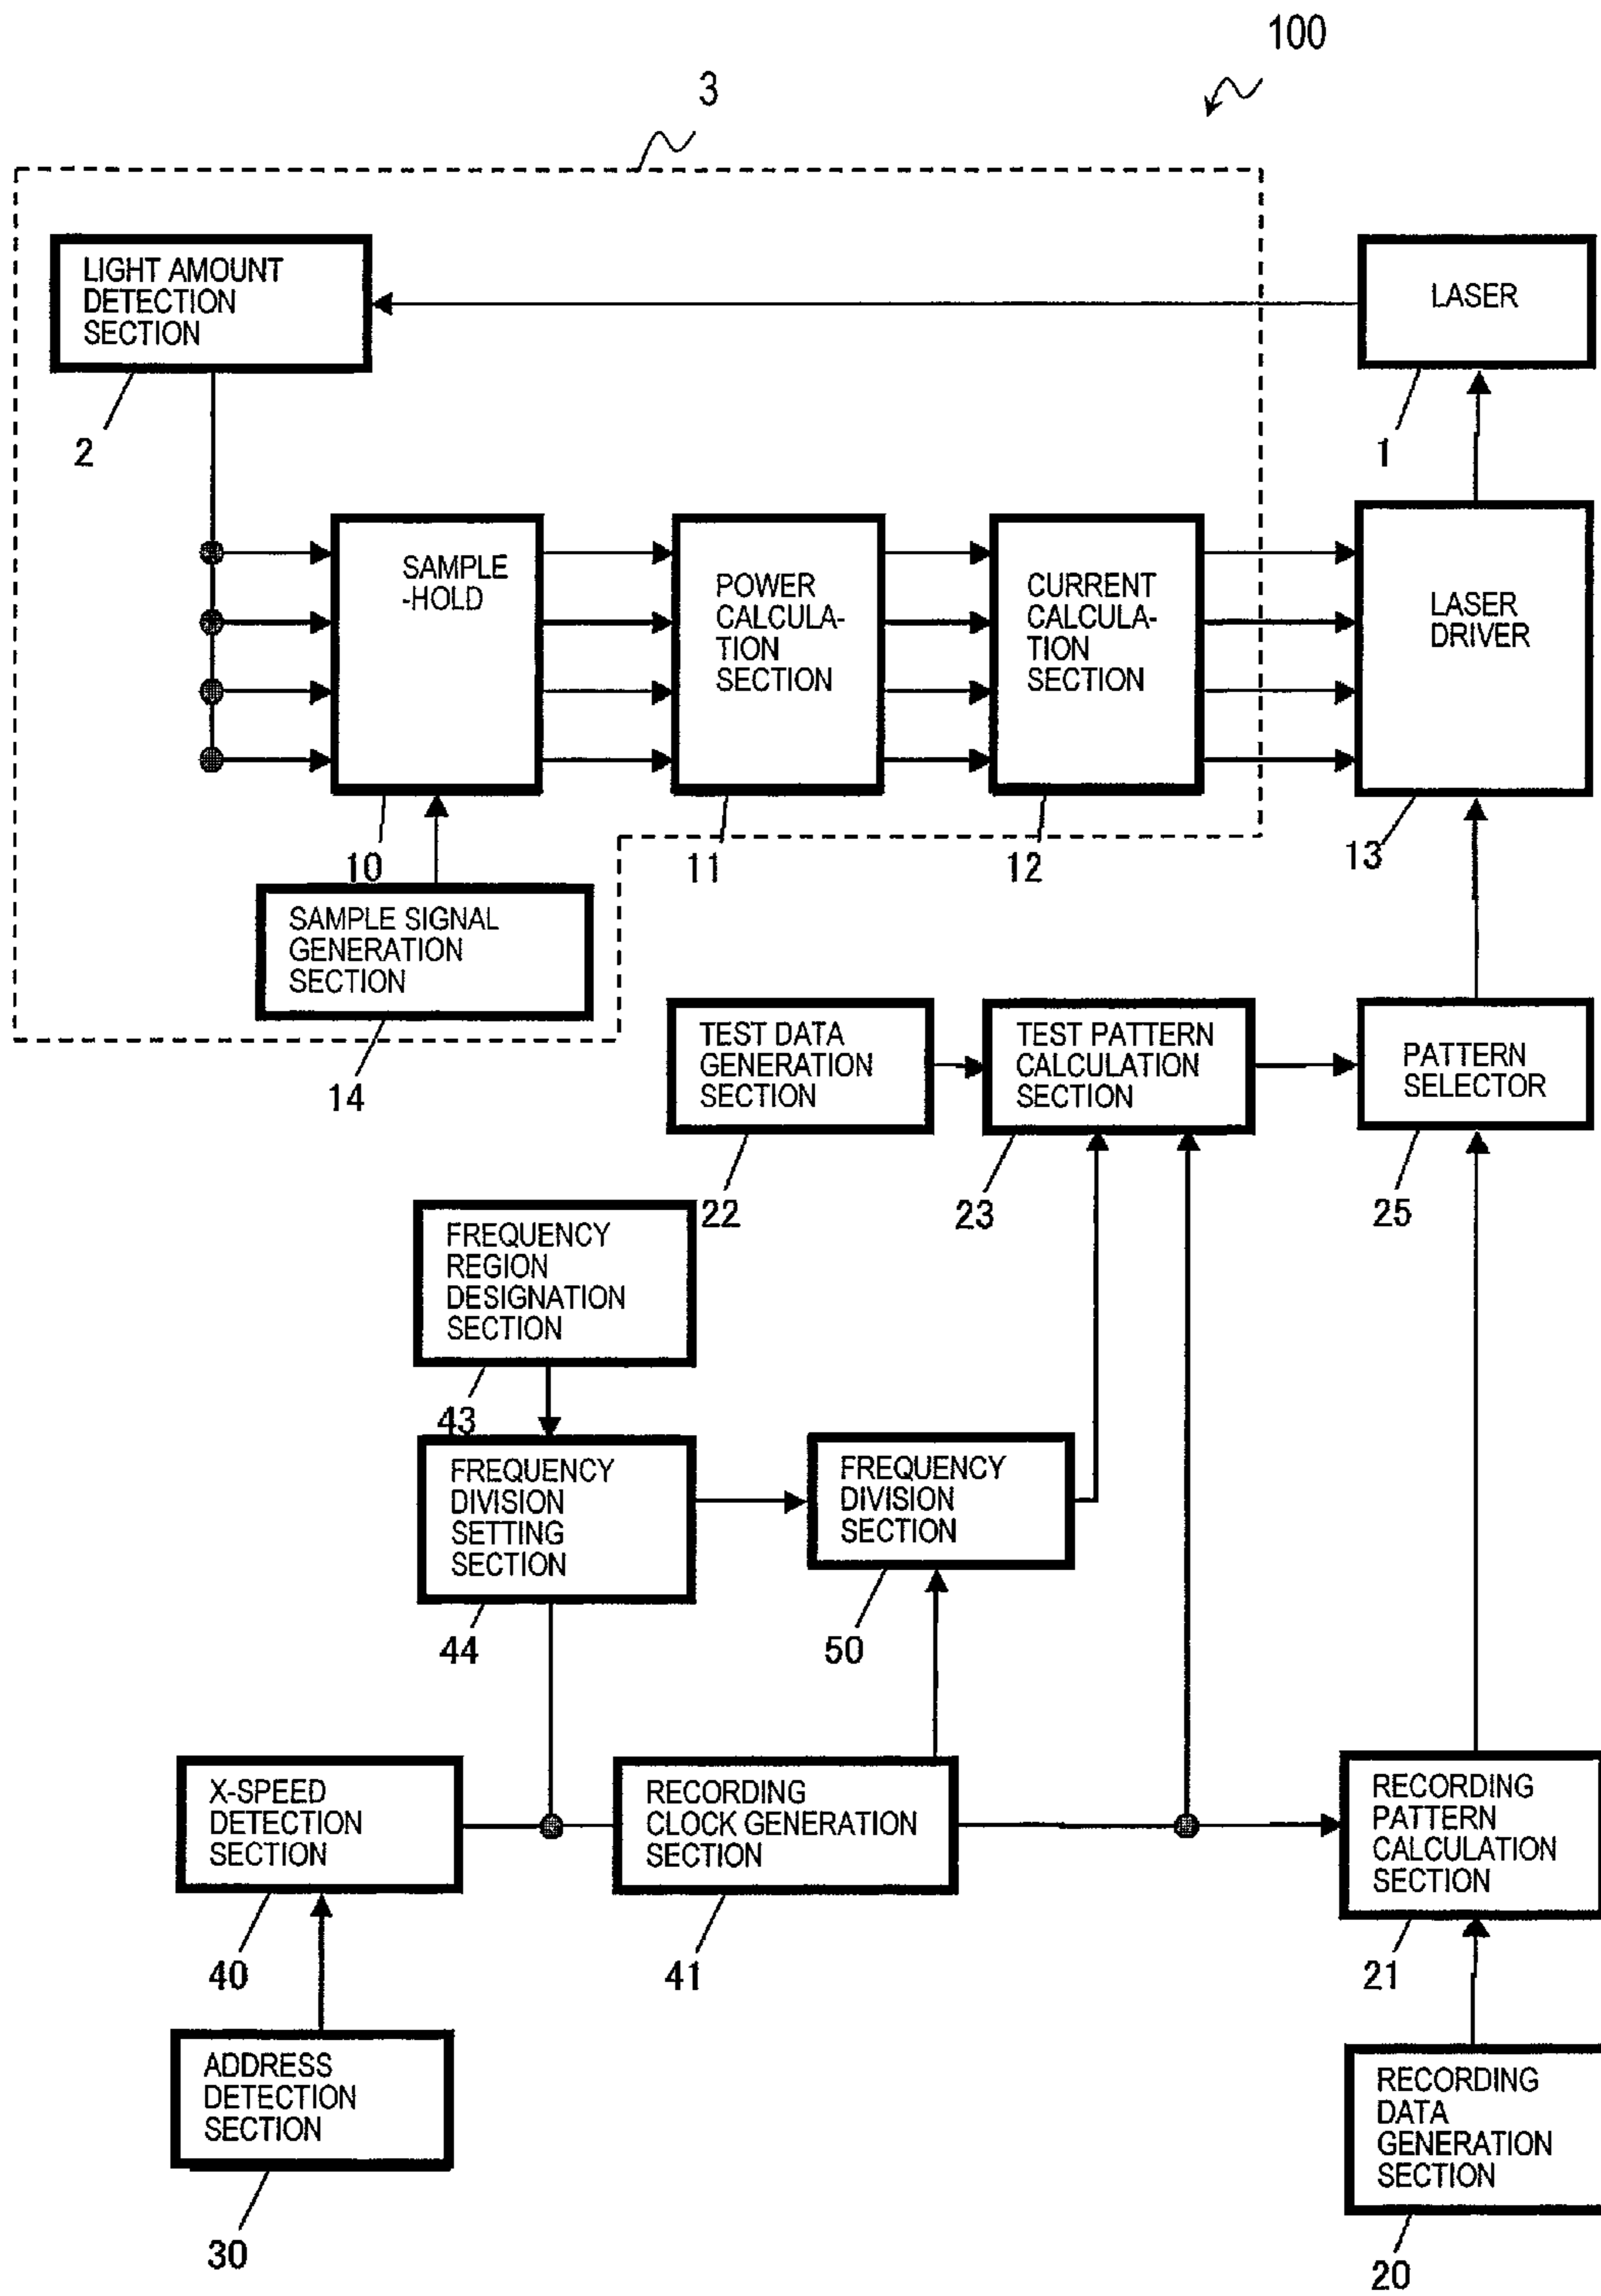 100
3
LIGHT AMOUNT
DETECTION
SECTION
LASER
2
1
SAMPLE
-HOLD
POWER
CALCULA-
TION
SECTION
CURRENT
CALCULA-
TION
SECTION
LASER
DRIVER
10
11
12
13
SAMPLE SIGNAL
GENERATION
SECTION
14
TEST DATA
GENERATION
SECTION
TEST PATTERN
CALCULATION
SECTION
PATTERN
SELECTOR
22
23
25
FREQUENCY
REGION
DESIGNATION
SECTION
43
FREQUENCY
DIVISION
SETTING
SECTION
FREQUENCY
DIVISION
SECTION
44
50
X-SPEED
DETECTION
SECTION
RECORDING
CLOCK GENERATION
SECTION
RECORDING
PATTERN
CALCULATION
SECTION
40
41
21
ADDRESS
DETECTION
SECTION
RECORDING
DATA
GENERATION
SECTION
30
20